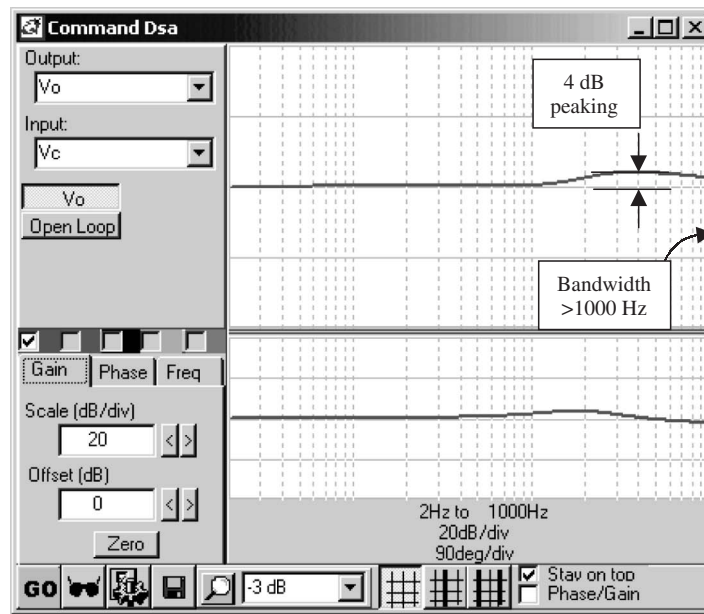 Command Dsa
Output:
Vo
Input:
Vc
Vo
Open Loop
4 dB
peaking
Bandwidth
>1000 Hz
Gain
Phase
Freq
Scale (dB/div)
20
< >
Offset (dB)
0
< >
Zero
2Hz to 1000Hz
20dB/div
90deg/div
GO
-3 dB
Stay on top
Phase/Gain